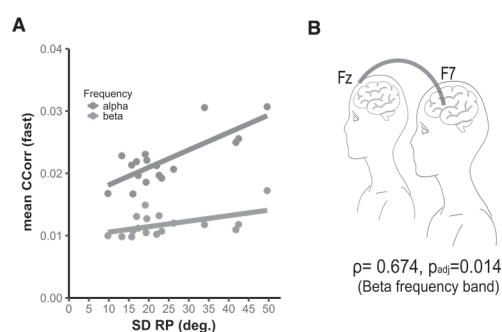 A
B
0.04
0.03
0.02
0.01
0.00
mean CCorr (fast)
Frequency
alpha
beta
0 5 10 15 20 25 30 35 40 45 50
SD RP (deg.)
Fz
F7
ρ= 0.674, padj=0.014
(Beta frequency band)